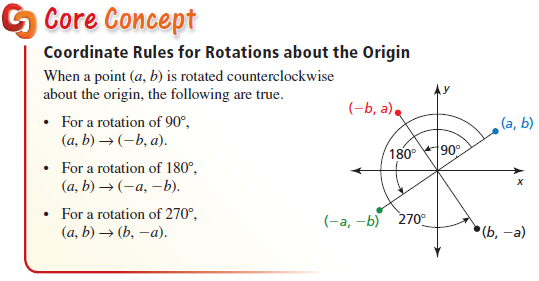 Core Concept
Coordinate Rules for Rotations about the Origin
When a point (a, b) is rotated counterclockwise
about the origin, the following are true.
• For a rotation of 90°,
(a, b) → (−b, a).
• For a rotation of 180°,
(a, b) → (−a, −b).
• For a rotation of 270°,
(a, b) → (b, −a).
y
(−b, a)
(a, b)
180°
90°
x
(−a, −b)
270°
(b, −a)